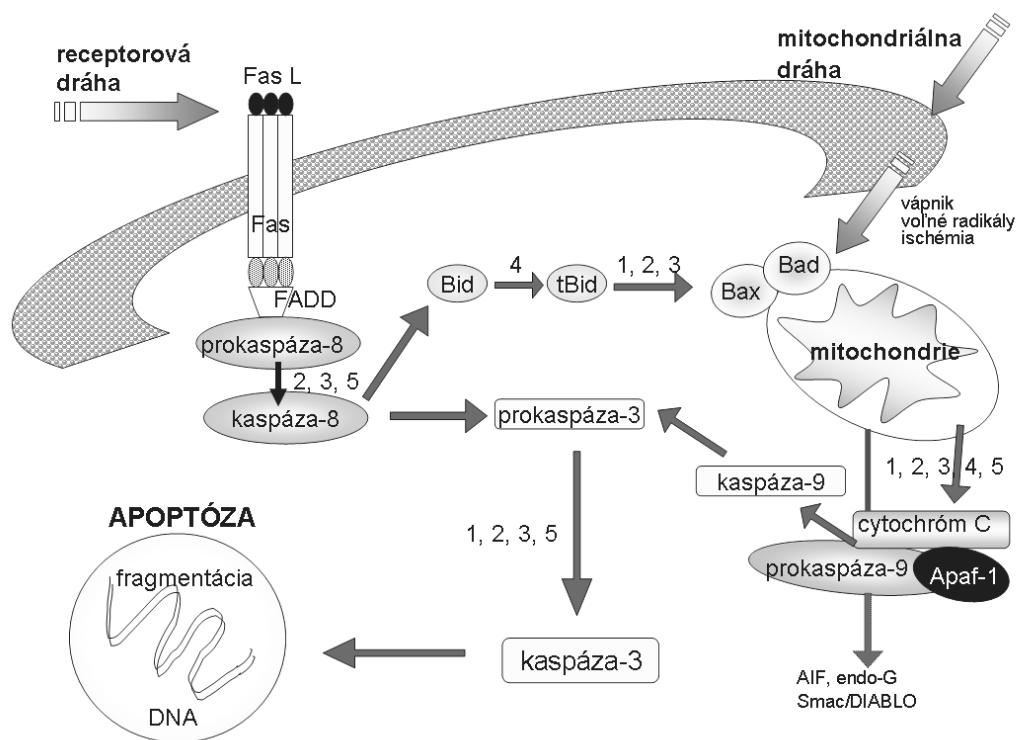 receptorová
dráha
Fas L
mitochondriálna
dráha
Fas
vápnik
voľné radikály
ischémia
FADD
Bid
4
tBid
1, 2, 3
Bax
Bad
prokaspáza-8
2, 3, 5
kaspáza-8
mitochondrie
prokaspáza-3
kaspáza-9
1, 2, 3, 4, 5
cytochróm C
prokaspáza-9
Apaf-1
1, 2, 3, 5
APOPTÓZA
fragmentácia
DNA
kaspáza-3
AIF, endo-G
Smac/DIABLO